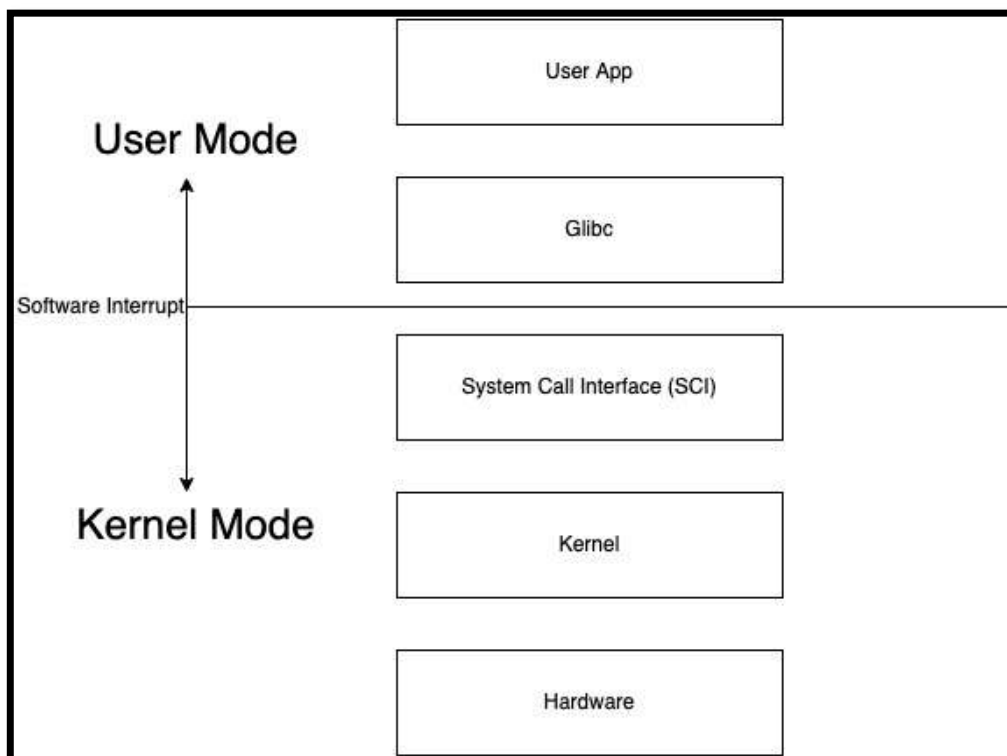 User App
User Mode
Glibc
Software Interrupt
System Call Interface (SCI)
Kernel Mode
Kernel
Hardware